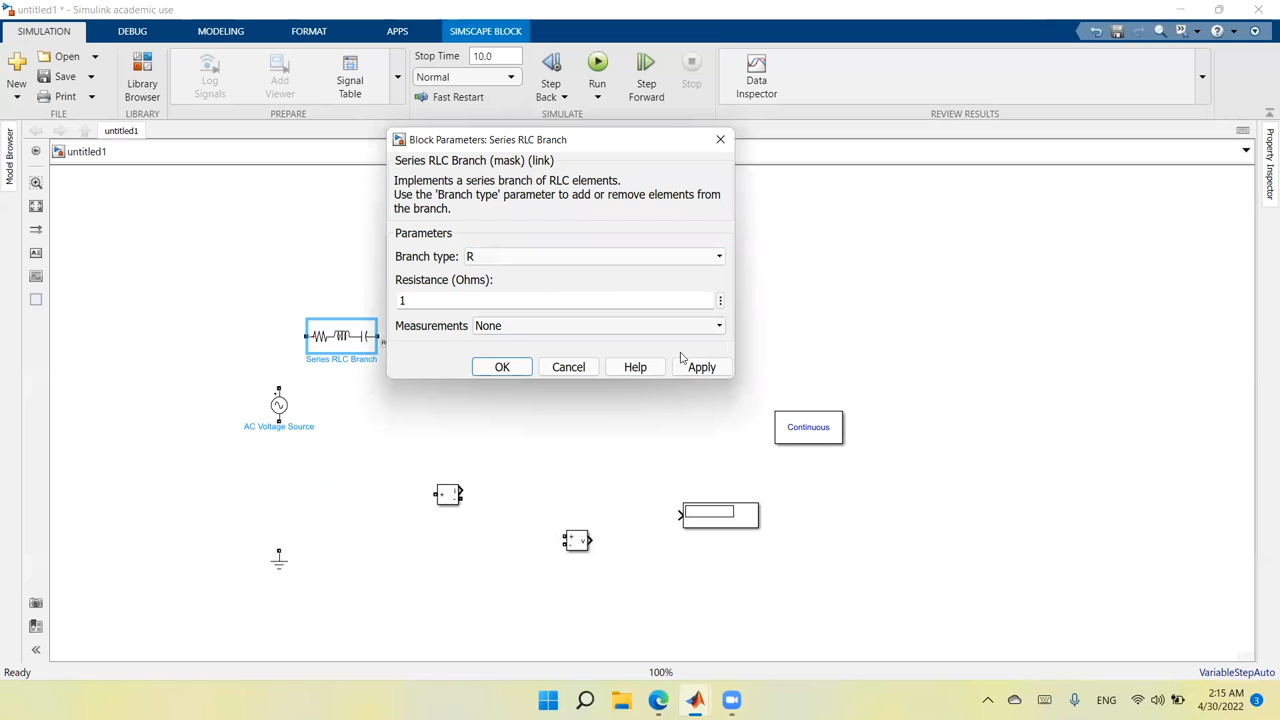 untitled1 * - Simulink academic use
SIMULATION DEBUG MODELING FORMAT APPS SIMSCAPE BLOCK
New
Open
Save
Print
FILE
Library
Browser
LIBRARY
Log
Signals
Add
Viewer
Signal
Table
PREPARE
Stop Time 10.0
Normal
Fast Restart
Step
Back
Run
Step
Forward
Stop
SIMULATE
Data
Inspector
REVIEW RESULTS
Model Browser
untitled1
untitled1
Property Inspector
Block Parameters: Series RLC Branch
Series RLC Branch (mask) (link)
Implements a series branch of RLC elements.
Use the 'Branch type' parameter to add or remove elements from
the branch.
Parameters
Branch type: R
Resistance (Ohms):
1
Measurements None
OK Cancel Help Apply
Series RLC Branch
AC Voltage Source
Continuous
+ i
-
+ v
-
Ready 100% VariableStepAuto
ENG
2:15 AM
4/30/2022
3